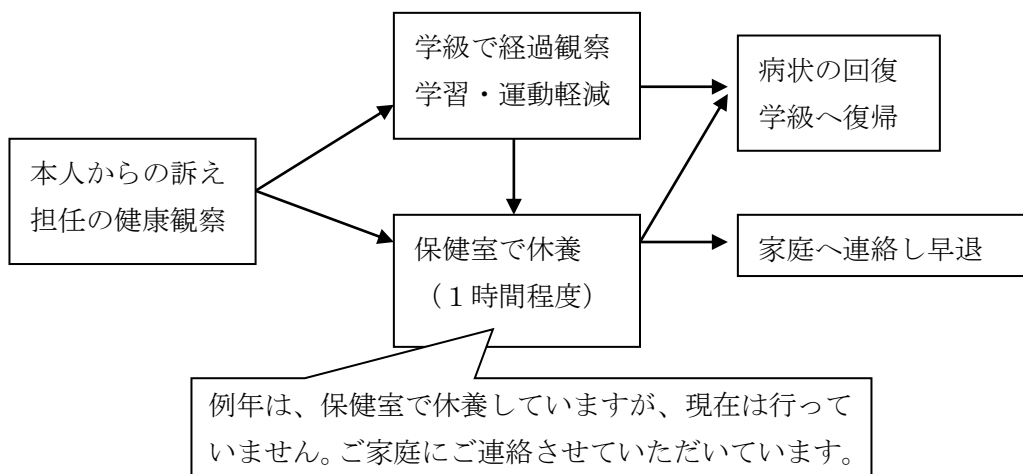 学級で経過観察
学習・運動軽減
病状の回復
学級へ復帰
本人からの訴え
担任の健康観察
保健室で休養
（１時間程度）
家庭へ連絡し早退
例年は、保健室で休養していますが、現在は行って
いません。ご家庭にご連絡させていただいています。